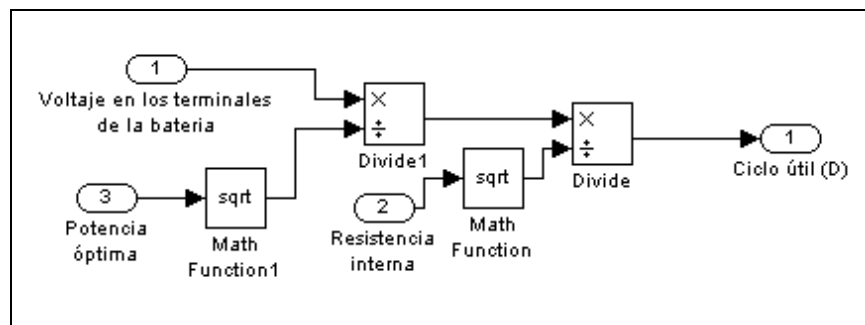 1
Voltaje en los terminales
de la bateria
×
÷
Divide1
3
Potencia
óptima
sqrt
Math
Function1
2
Resistencia
interna
sqrt
Math
Function
×
÷
Divide
1
Ciclo útil (D)